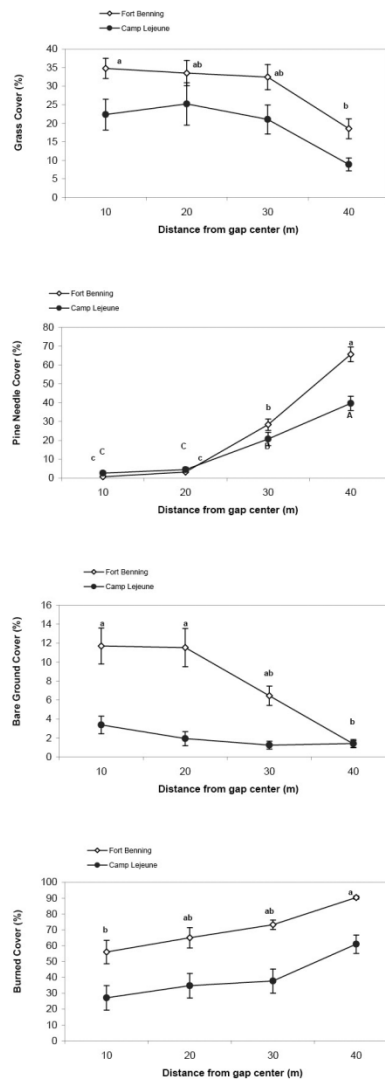 Fort Benning
Camp Lejeune
Grass Cover (%)
40
35
30
25
20
15
10
5
0
a
ab
ab
b
10 20 30 40
Distance from gap center (m)
Fort Benning
Camp Lejeune
Pine Needle Cover (%)
80
70
60
50
40
30
20
10
0
c
C
C
c
b
B
a
A
10 20 30 40
Distance from gap center (m)
Fort Benning
Camp Lejeune
Bare Ground Cover (%)
16
14
12
10
8
6
4
2
0
a
a
ab
b
10 20 30 40
Distance from gap center (m)
Fort Benning
Camp Lejeune
Burned Cover (%)
100
90
80
70
60
50
40
30
20
10
0
b
ab
ab
a
10 20 30 40
Distance from gap center (m)